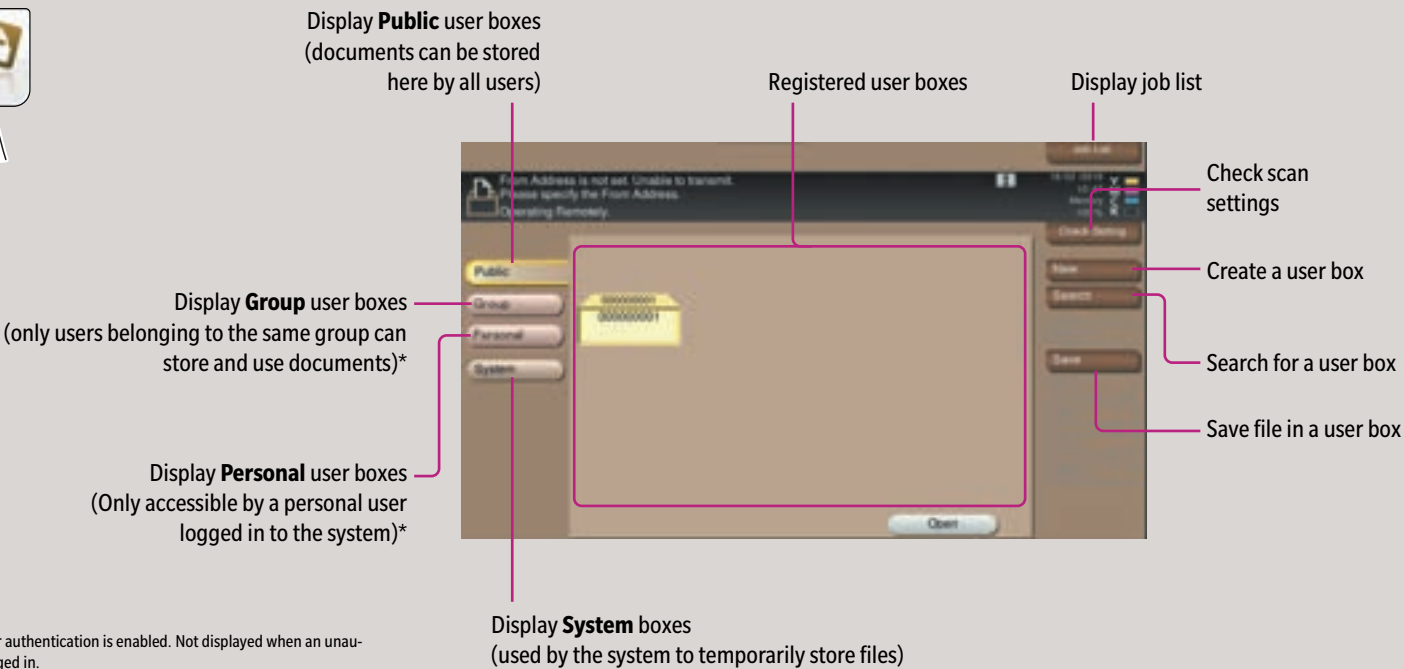 Display Public user boxes
(documents can be stored
here by all users)
Registered user boxes
Display job list
Job List
From Address is not set. Unable to transmit.
Please specify the From Address.
Operating Remotely.
Memory
100 %
Y
M
C
K
Check scan
settings
Check Setting
Public
New
Create a user box
Display Group user boxes
(only users belonging to the same group can
store and use documents)*
Group
000000001
000000001
Search
Personal
System
Save
Search for a user box
Save file in a user box
Display Personal user boxes
(Only accessible by a personal user
logged in to the system)*
Open
Display System boxes
(used by the system to temporarily store files)
authentication is enabled. Not displayed when an unau-
ged in.